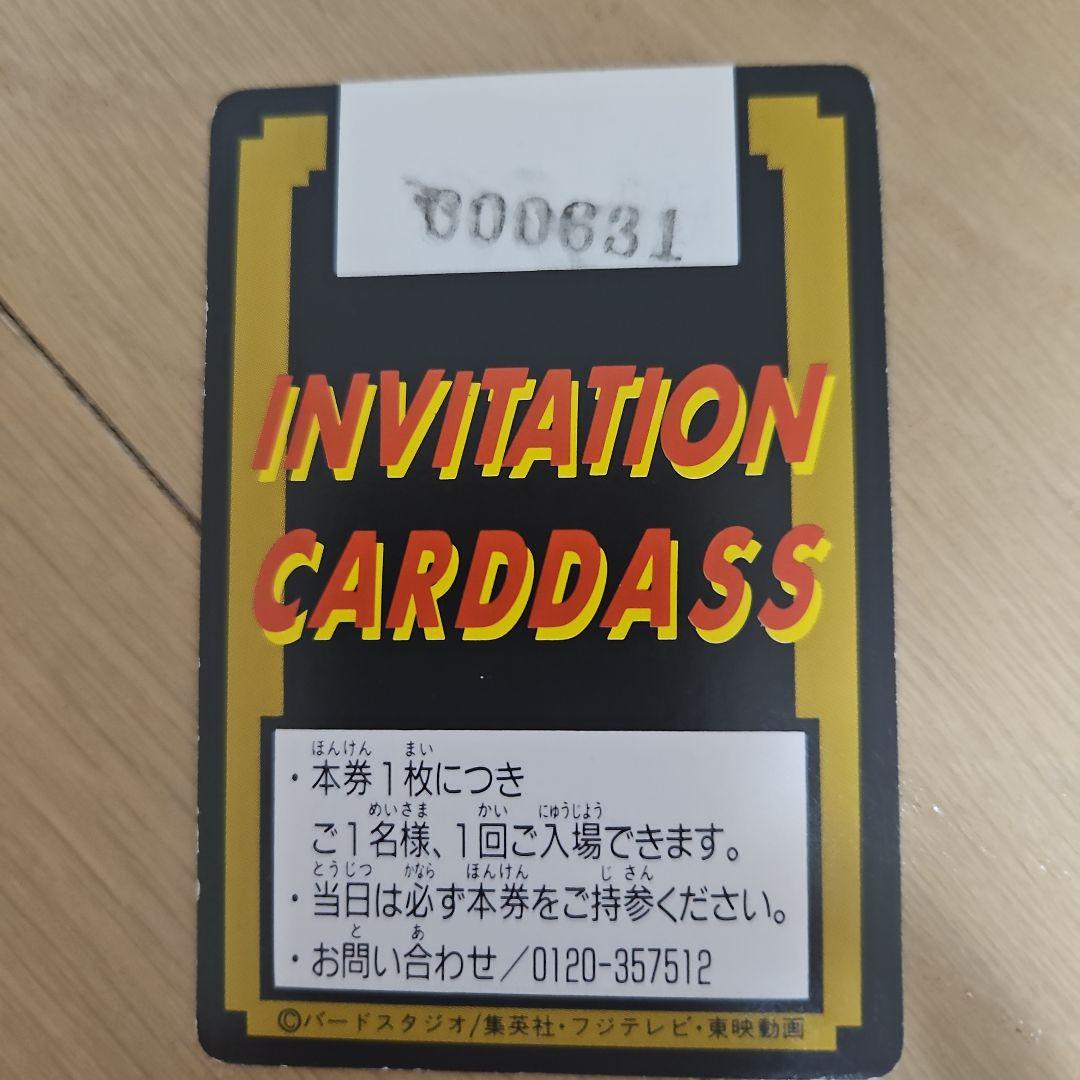 000631
INVITATION
CARDDASS
ほんけん まい
・本券1枚につき
めいさま かい にゅうじょう
ご1名様、1回ご入場できます。
とうじつ かなら ほんけん じ さん
・当日は必ず本券をご持参ください。
と あ
・お問い合わせ／0120-357512
©バードスタジオ/集英社・フジテレビ・東映動画